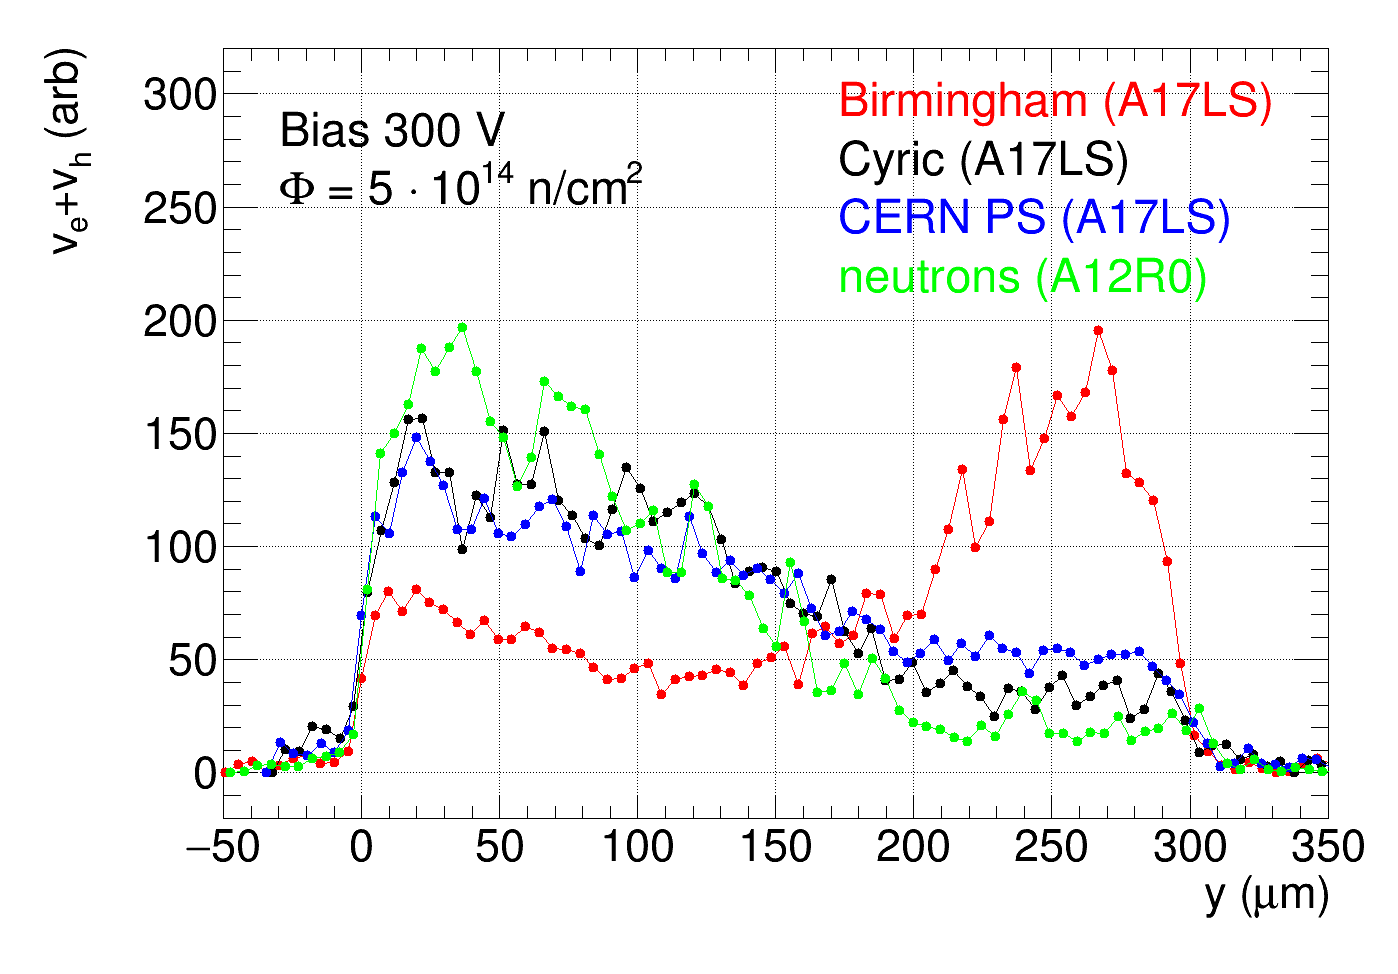 v_e+v_h (arb)
300
250
200
150
100
50
0
Bias 300 V
Φ = 5 · 10^14 n/cm^2
Birmingham (A17LS)
Cyric (A17LS)
CERN PS (A17LS)
neutrons (A12R0)
−50 0 50 100 150 200 250 300 350
y (μm)